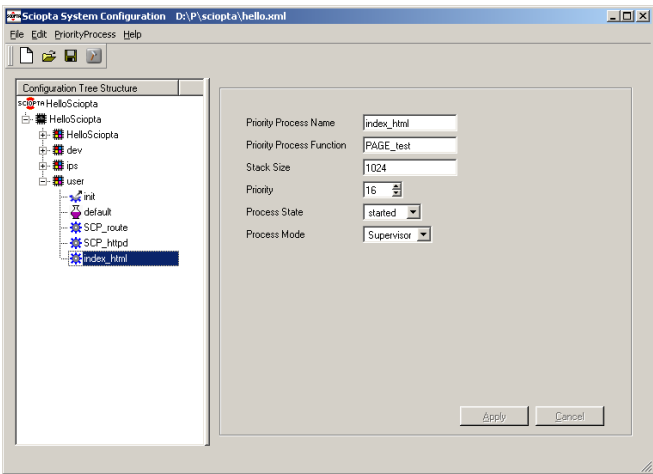 Sciopta System Configuration D:\P\sciopta\hello.xml
File Edit PriorityProcess Help
Configuration Tree Structure
SCIOPTA HelloSciopta
HelloSciopta
HelloSciopta
dev
ips
user
init
default
SCP_route
SCP_httpd
index_html
Priority Process Name index_html
Priority Process Function PAGE_test
Stack Size 1024
Priority 16
Process State started
Process Mode Supervisor
Apply Cancel